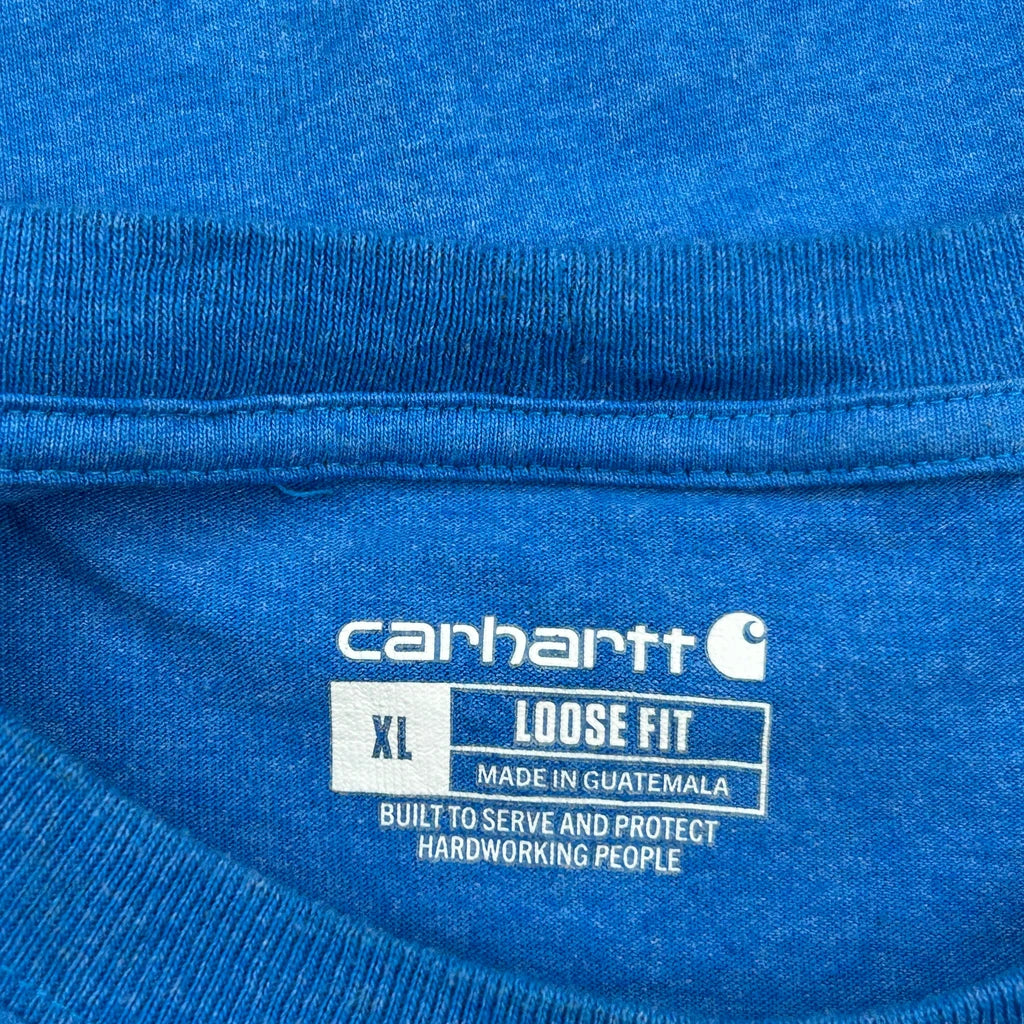 carhartt
XL
LOOSE FIT
MADE IN GUATEMALA
BUILT TO SERVE AND PROTECT
HARDWORKING PEOPLE